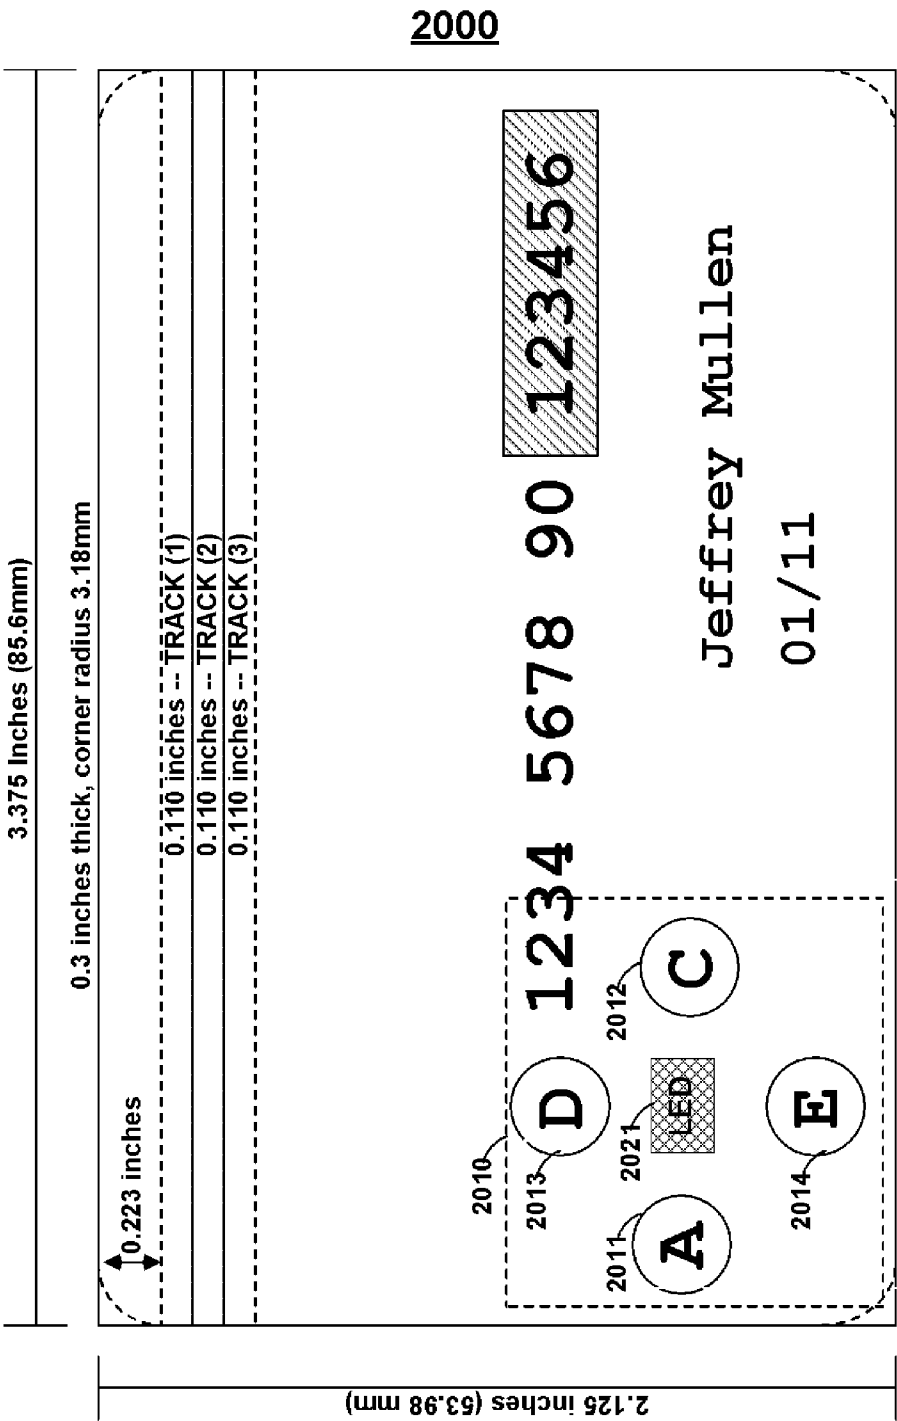 2000
3.375 Inches (85.6mm)
0.3 inches thick, corner radius 3.18mm
0.223 inches
0.110 inches -- TRACK (1)
0.110 inches -- TRACK (2)
0.110 inches -- TRACK (3)
2010
1234 5678 90 123456
2013
D
2011
A
2021
LED
2012
C
2014
E
Jeffrey Mullen
01/11
2.125 inches (53.98 mm)